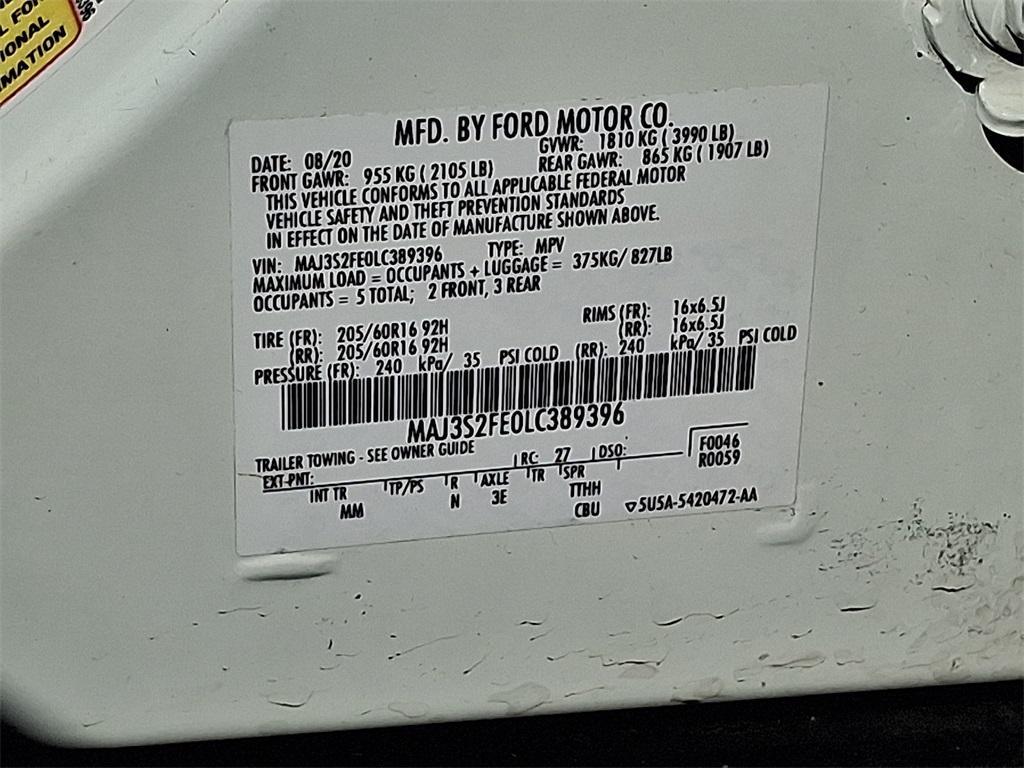 L FOR
IONAL
MATION
MFD. BY FORD MOTOR CO.
DATE: 08/20 GVWR: 1810 KG ( 3990 LB)
FRONT GAWR: 955 KG ( 2105 LB) REAR GAWR: 865 KG ( 1907 LB)
THIS VEHICLE CONFORMS TO ALL APPLICABLE FEDERAL MOTOR
VEHICLE SAFETY AND THEFT PREVENTION STANDARDS
IN EFFECT ON THE DATE OF MANUFACTURE SHOWN ABOVE.
VIN: MAJ3S2FE0LC389396 TYPE: MPV
MAXIMUM LOAD = OCCUPANTS + LUGGAGE = 375KG/ 827LB
OCCUPANTS = 5 TOTAL; 2 FRONT, 3 REAR
TIRE (FR): 205/60R16 92H RIMS (FR): 16x6.5J
(RR): 205/60R16 92H (RR): 16x6.5J
PRESSURE (FR): 240 kPa/ 35 PSI COLD (RR): 240 kPa/ 35 PSI COLD
MAJ3S2FE0LC389396
TRAILER TOWING - SEE OWNER GUIDE
EXT PNT: RC: 27 DSO: F0046
R0059
INT TR TP/PS R AXLE TR SPR
MM N 3E TTHH
CBU ▽5U5A-5420472-AA